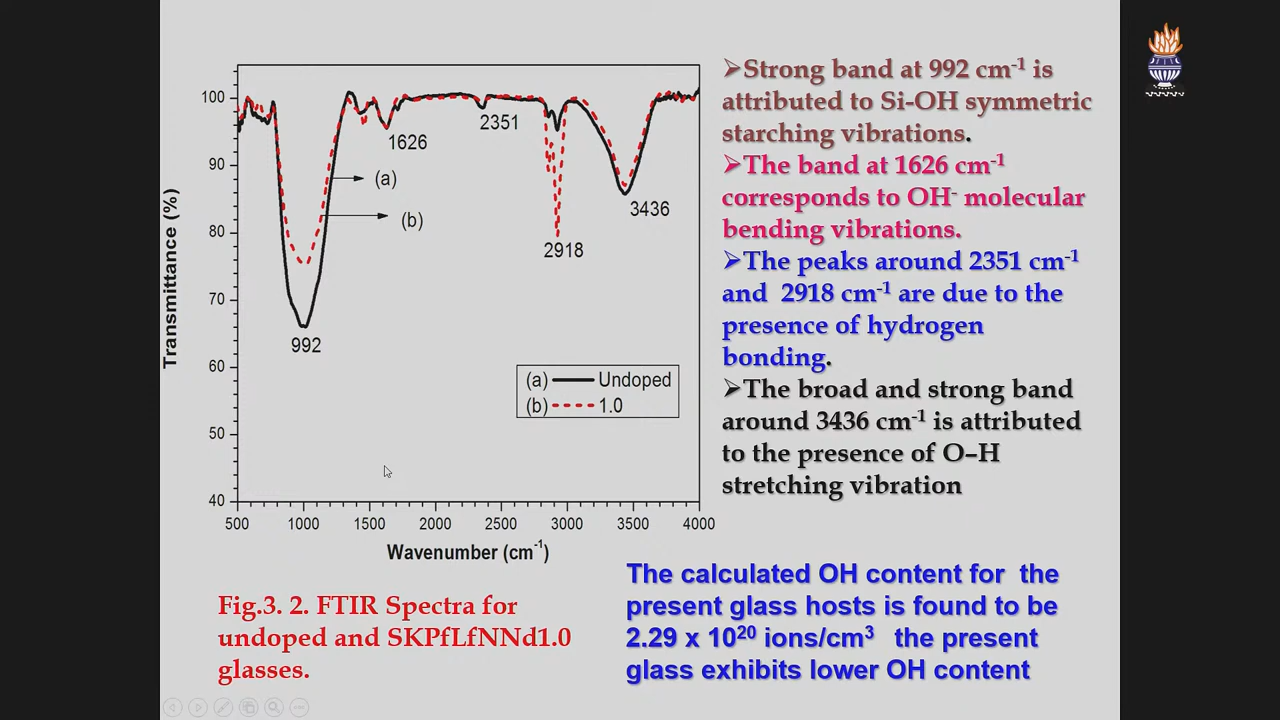 100
90
80
70
60
50
40
Transmittance (%)
500 1000 1500 2000 2500 3000 3500 4000
Wavenumber (cm-1)
1626
2351
(a)
(b)
3436
2918
992
(a) Undoped
(b) 1.0
➢Strong band at 992 cm-1 is
attributed to Si-OH symmetric
starching vibrations.
➢The band at 1626 cm-1
corresponds to OH- molecular
bending vibrations.
➢The peaks around 2351 cm-1
and 2918 cm-1 are due to the
presence of hydrogen
bonding.
➢The broad and strong band
around 3436 cm-1 is attributed
to the presence of O–H
stretching vibration
Fig.3. 2. FTIR Spectra for
undoped and SKPfLfNNd1.0
glasses.
The calculated OH content for the
present glass hosts is found to be
2.29 x 1020 ions/cm3 the present
glass exhibits lower OH content